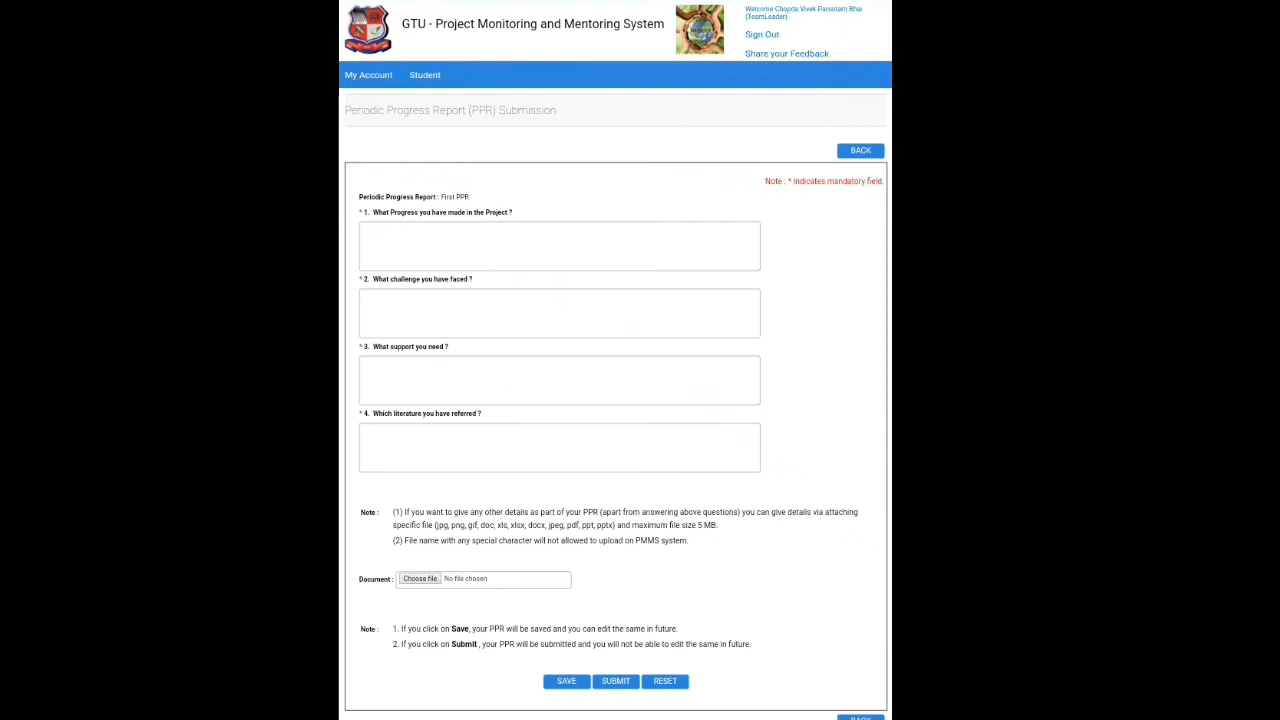 GTU - Project Monitoring and Mentoring System
Welcome Chopda Vivek Parsotam Bhai
(TeamLeader)
Sign Out
Share your Feedback
My Account Student
Periodic Progress Report (PPR) Submission
BACK
Note : * Indicates mandatory field.
Periodic Progress Report : First PPR
* 1. What Progress you have made in the Project ?
* 2. What challenge you have faced ?
* 3. What support you need ?
* 4. Which literature you have referred ?
Note : (1) If you want to give any other details as part of your PPR (apart from answering above questions) you can give details via attaching
specific file (jpg, png, gif, doc, xls, xlsx, docx, jpeg, pdf, ppt, pptx) and maximum file size 5 MB.
(2) File name with any special character will not allowed to upload on PMMS system.
Document : Choose file No file chosen
Note : 1. If you click on Save, your PPR will be saved and you can edit the same in future.
2. If you click on Submit , your PPR will be submitted and you will not be able to edit the same in future.
SAVE SUBMIT RESET
BACK